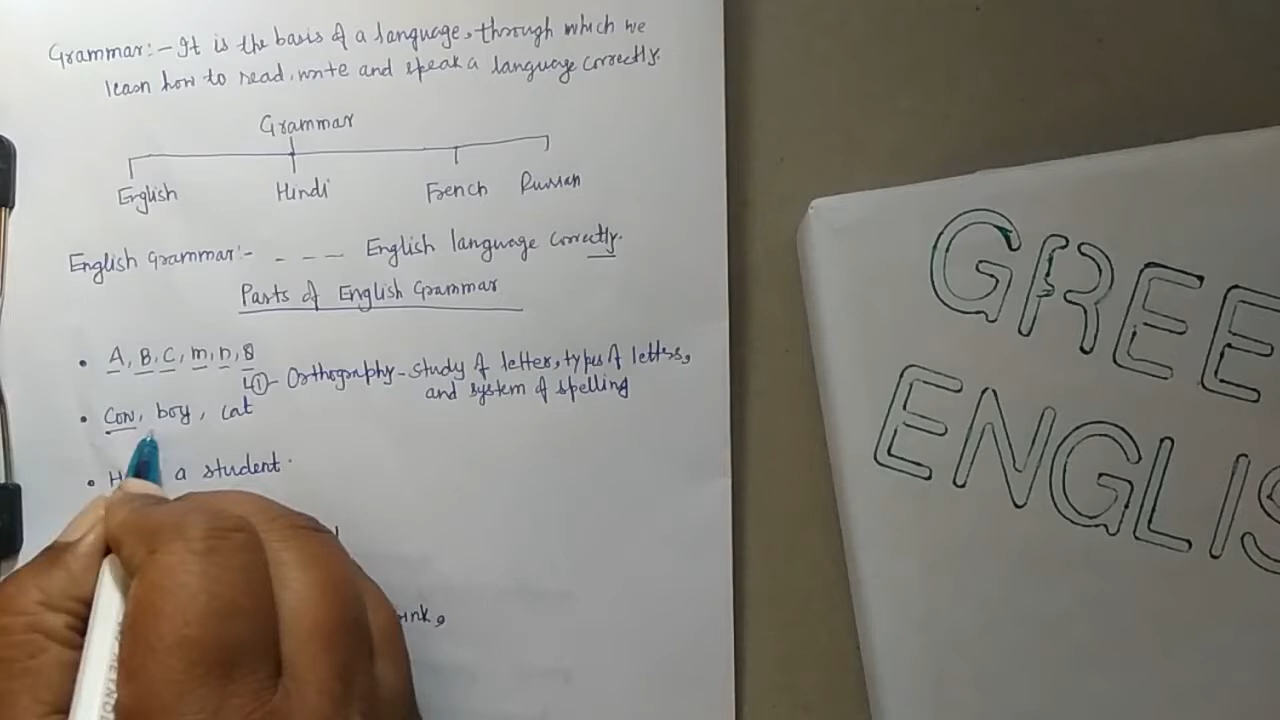 Grammar:- It is the basis of a language, through which we
learn how to read, write and speak a language correctly.
Grammar
English Hindi French Russian
English Grammar:- - - - English language correctly.
Parts of English Grammar
• A, B, C, m, n, 8
① - Orthography - study of letter, types of letters,
and system of spelling
• Cow, boy, cat
• H a student.
ink,
GREE
ENGLIS